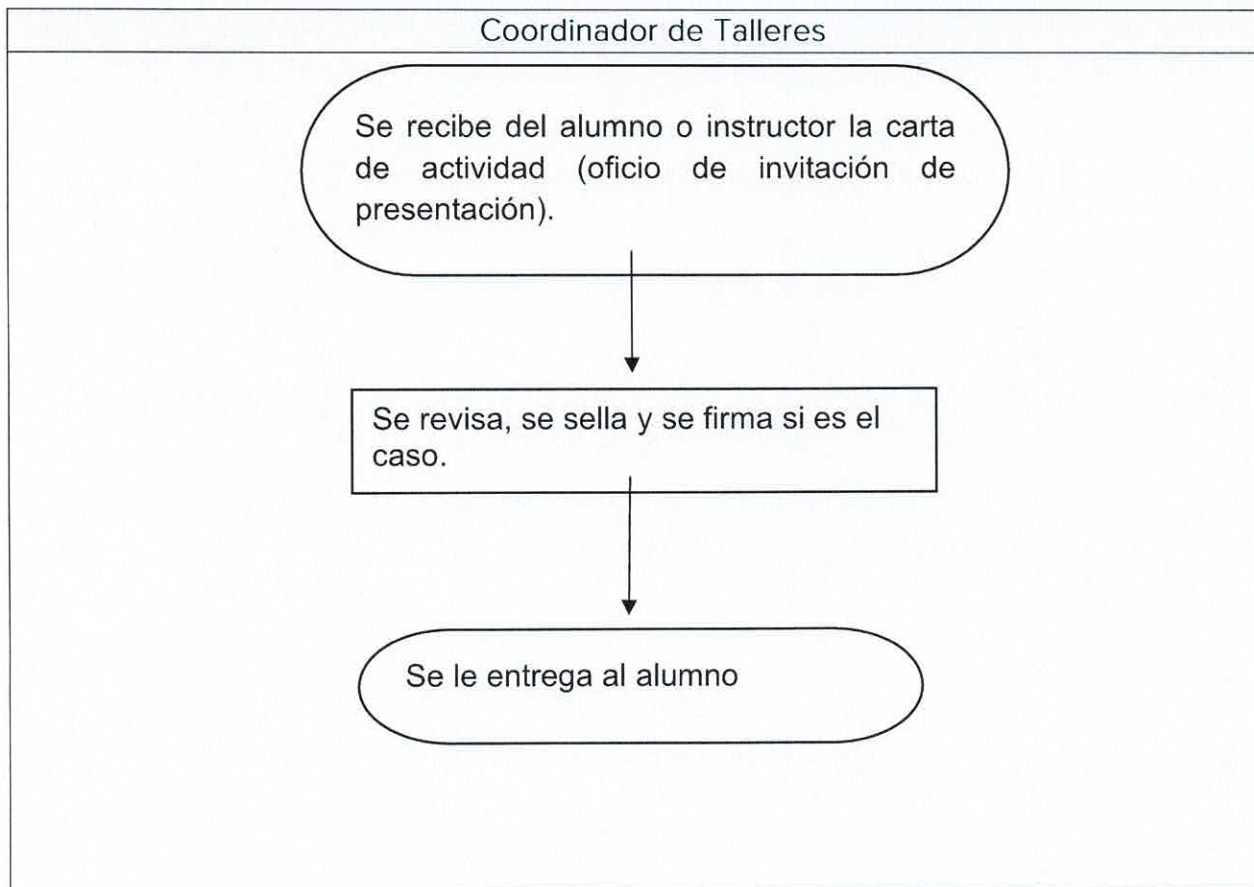 Coordinador de Talleres
Se recibe del alumno o instructor la carta
de actividad (oficio de invitación de
presentación).
Se revisa, se sella y se firma si es el
caso.
Se le entrega al alumno